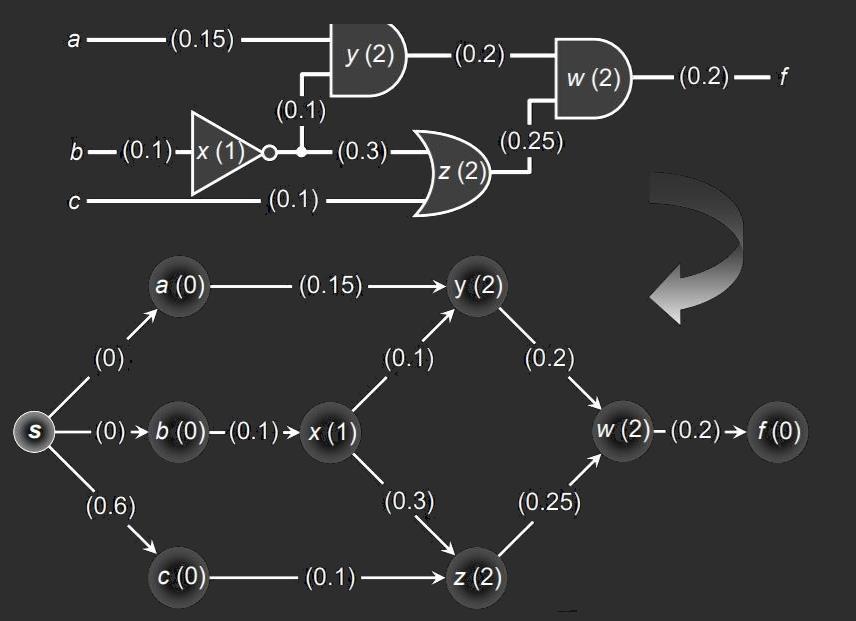 a (0.15) y (2) (0.2) w (2) (0.2) f
(0.1)
b (0.1) x (1) (0.3) z (2) (0.25)
c (0.1)
a (0) (0.15) y (2)
(0) (0.1) (0.2)
s (0) b (0) (0.1) x (1) w (2) (0.2) f (0)
(0.6) (0.3) (0.25)
c (0) (0.1) z (2)